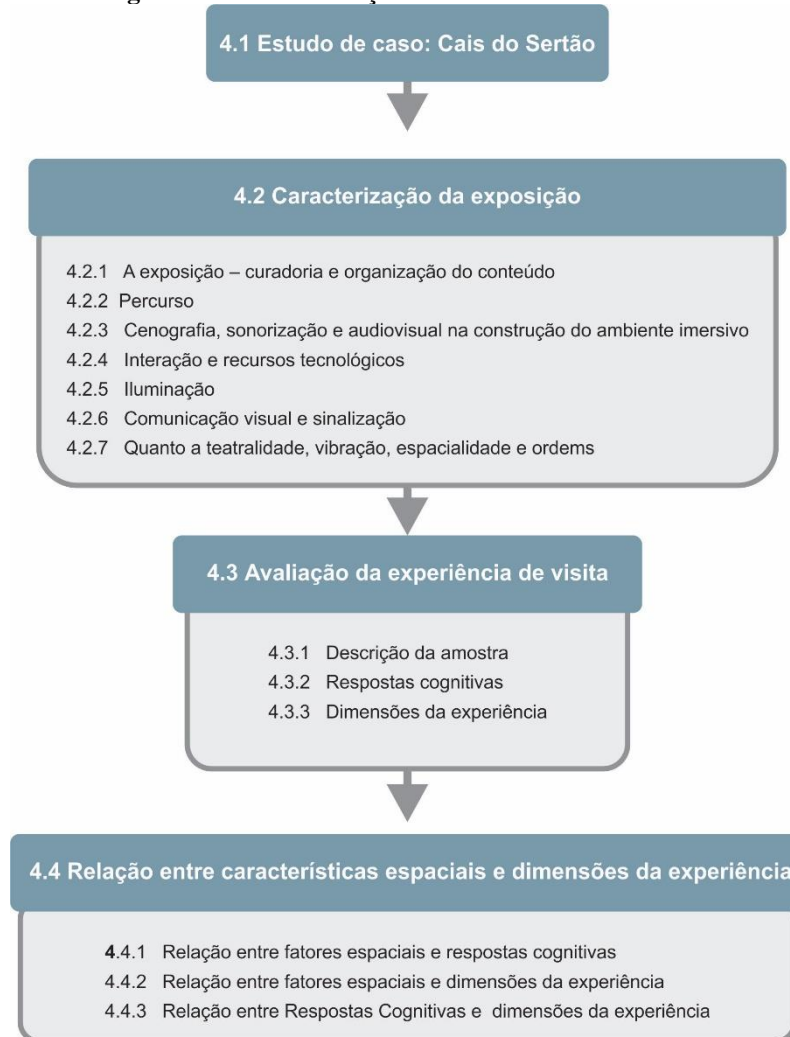 4.1 Estudo de caso: Cais do Sertão
4.2 Caracterização da exposição
4.2.1 A exposição – curadoria e organização do conteúdo
4.2.2 Percurso
4.2.3 Cenografia, sonorização e audiovisual na construção do ambiente imersivo
4.2.4 Interação e recursos tecnológicos
4.2.5 Iluminação
4.2.6 Comunicação visual e sinalização
4.2.7 Quanto a teatralidade, vibração, espacialidade e ordems
4.3 Avaliação da experiência de visita
4.3.1 Descrição da amostra
4.3.2 Respostas cognitivas
4.3.3 Dimensões da experiência
4.4 Relação entre características espaciais e dimensões da experiência
4.4.1 Relação entre fatores espaciais e respostas cognitivas
4.4.2 Relação entre fatores espaciais e dimensões da experiência
4.4.3 Relação entre Respostas Cognitivas e dimensões da experiência